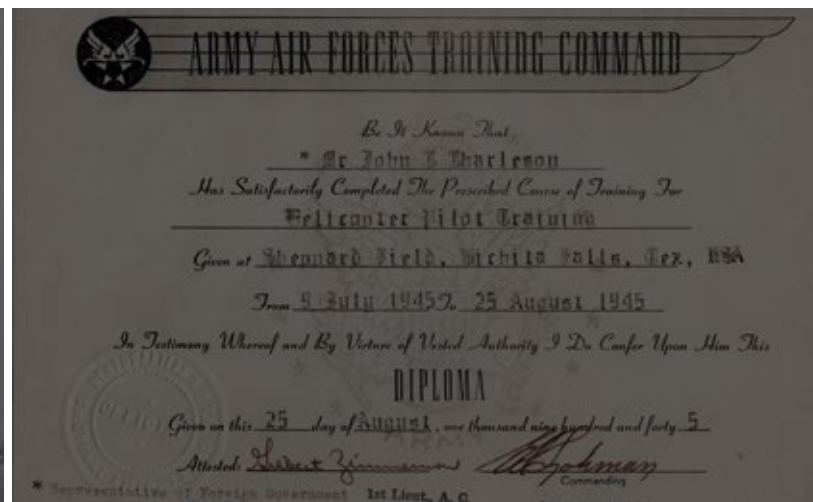 ARMY AIR FORCES TRAINING COMMAND
Be It Known That,
* Mr John E Charleson
Has Satisfactorily Completed The Prescribed Course of Training For
Helicopter Pilot Training
Given at Sheppard Field, Wichita Falls, Tex, USA
From 9 July 1945 To 25 August 1945
In Testimony Whereof and By Virture of Vested Authority I Do Confer Upon Him This
DIPLOMA
Given on this 25 day of August, one thousand nine hundred and forty 5
Attested: Zimmerman
Commanding
* Representative of Foreign Government 1st Lieut, A C